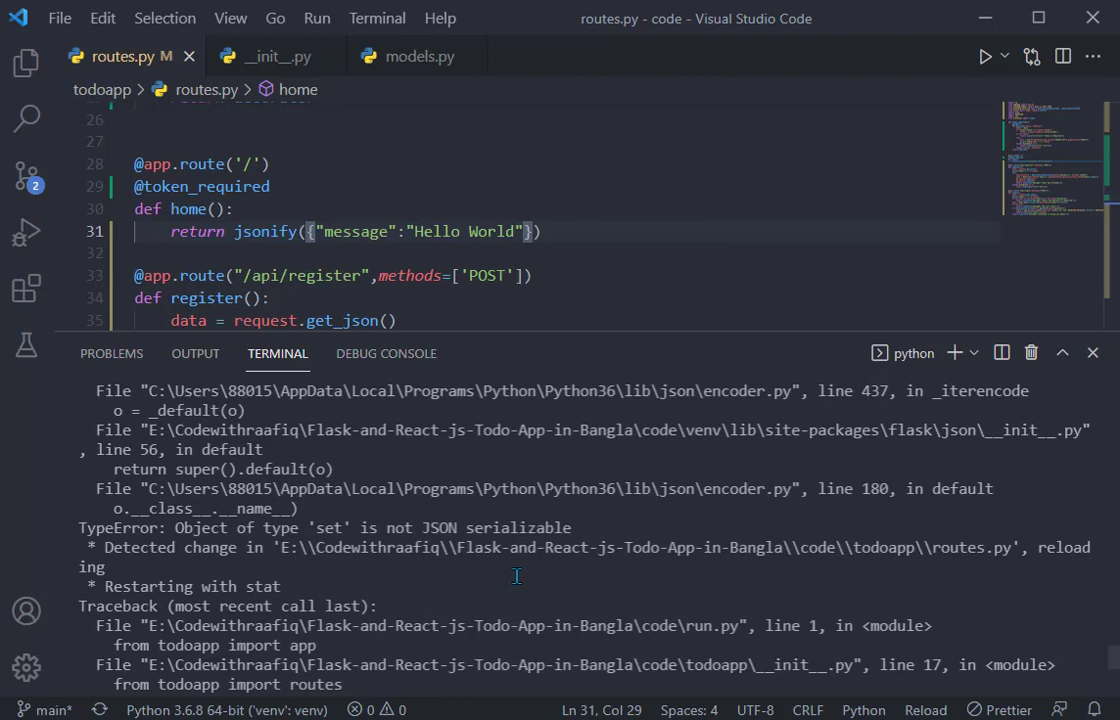 File Edit Selection View Go Run Terminal Help routes.py - code - Visual Studio Code
routes.py M __init__.py models.py
todoapp > routes.py > home
26
27
28 @app.route('/')
29 @token_required
30 def home():
31 return jsonify({"message":"Hello World"})
32
33 @app.route("/api/register",methods=['POST'])
34 def register():
35 data = request.get_json()
2
PROBLEMS OUTPUT TERMINAL DEBUG CONSOLE python
File "C:\Users\88015\AppData\Local\Programs\Python\Python36\lib\json\encoder.py", line 437, in _iterencode
o = _default(o)
File "E:\Codewithraafiq\Flask-and-React-js-Todo-App-in-Bangla\code\venv\lib\site-packages\flask\json\__init__.py"
, line 56, in default
return super().default(o)
File "C:\Users\88015\AppData\Local\Programs\Python\Python36\lib\json\encoder.py", line 180, in default
o.__class__.__name__)
TypeError: Object of type 'set' is not JSON serializable
* Detected change in 'E:\\Codewithraafiq\\Flask-and-React-js-Todo-App-in-Bangla\\code\\todoapp\\routes.py', reload
ing
* Restarting with stat
Traceback (most recent call last):
File "E:\Codewithraafiq\Flask-and-React-js-Todo-App-in-Bangla\code\run.py", line 1, in <module>
from todoapp import app
File "E:\Codewithraafiq\Flask-and-React-js-Todo-App-in-Bangla\code\todoapp\__init__.py", line 17, in <module>
from todoapp import routes
main* Python 3.6.8 64-bit ('venv': venv) 0 0 Ln 31, Col 29 Spaces: 4 UTF-8 CRLF Python Reload Prettier